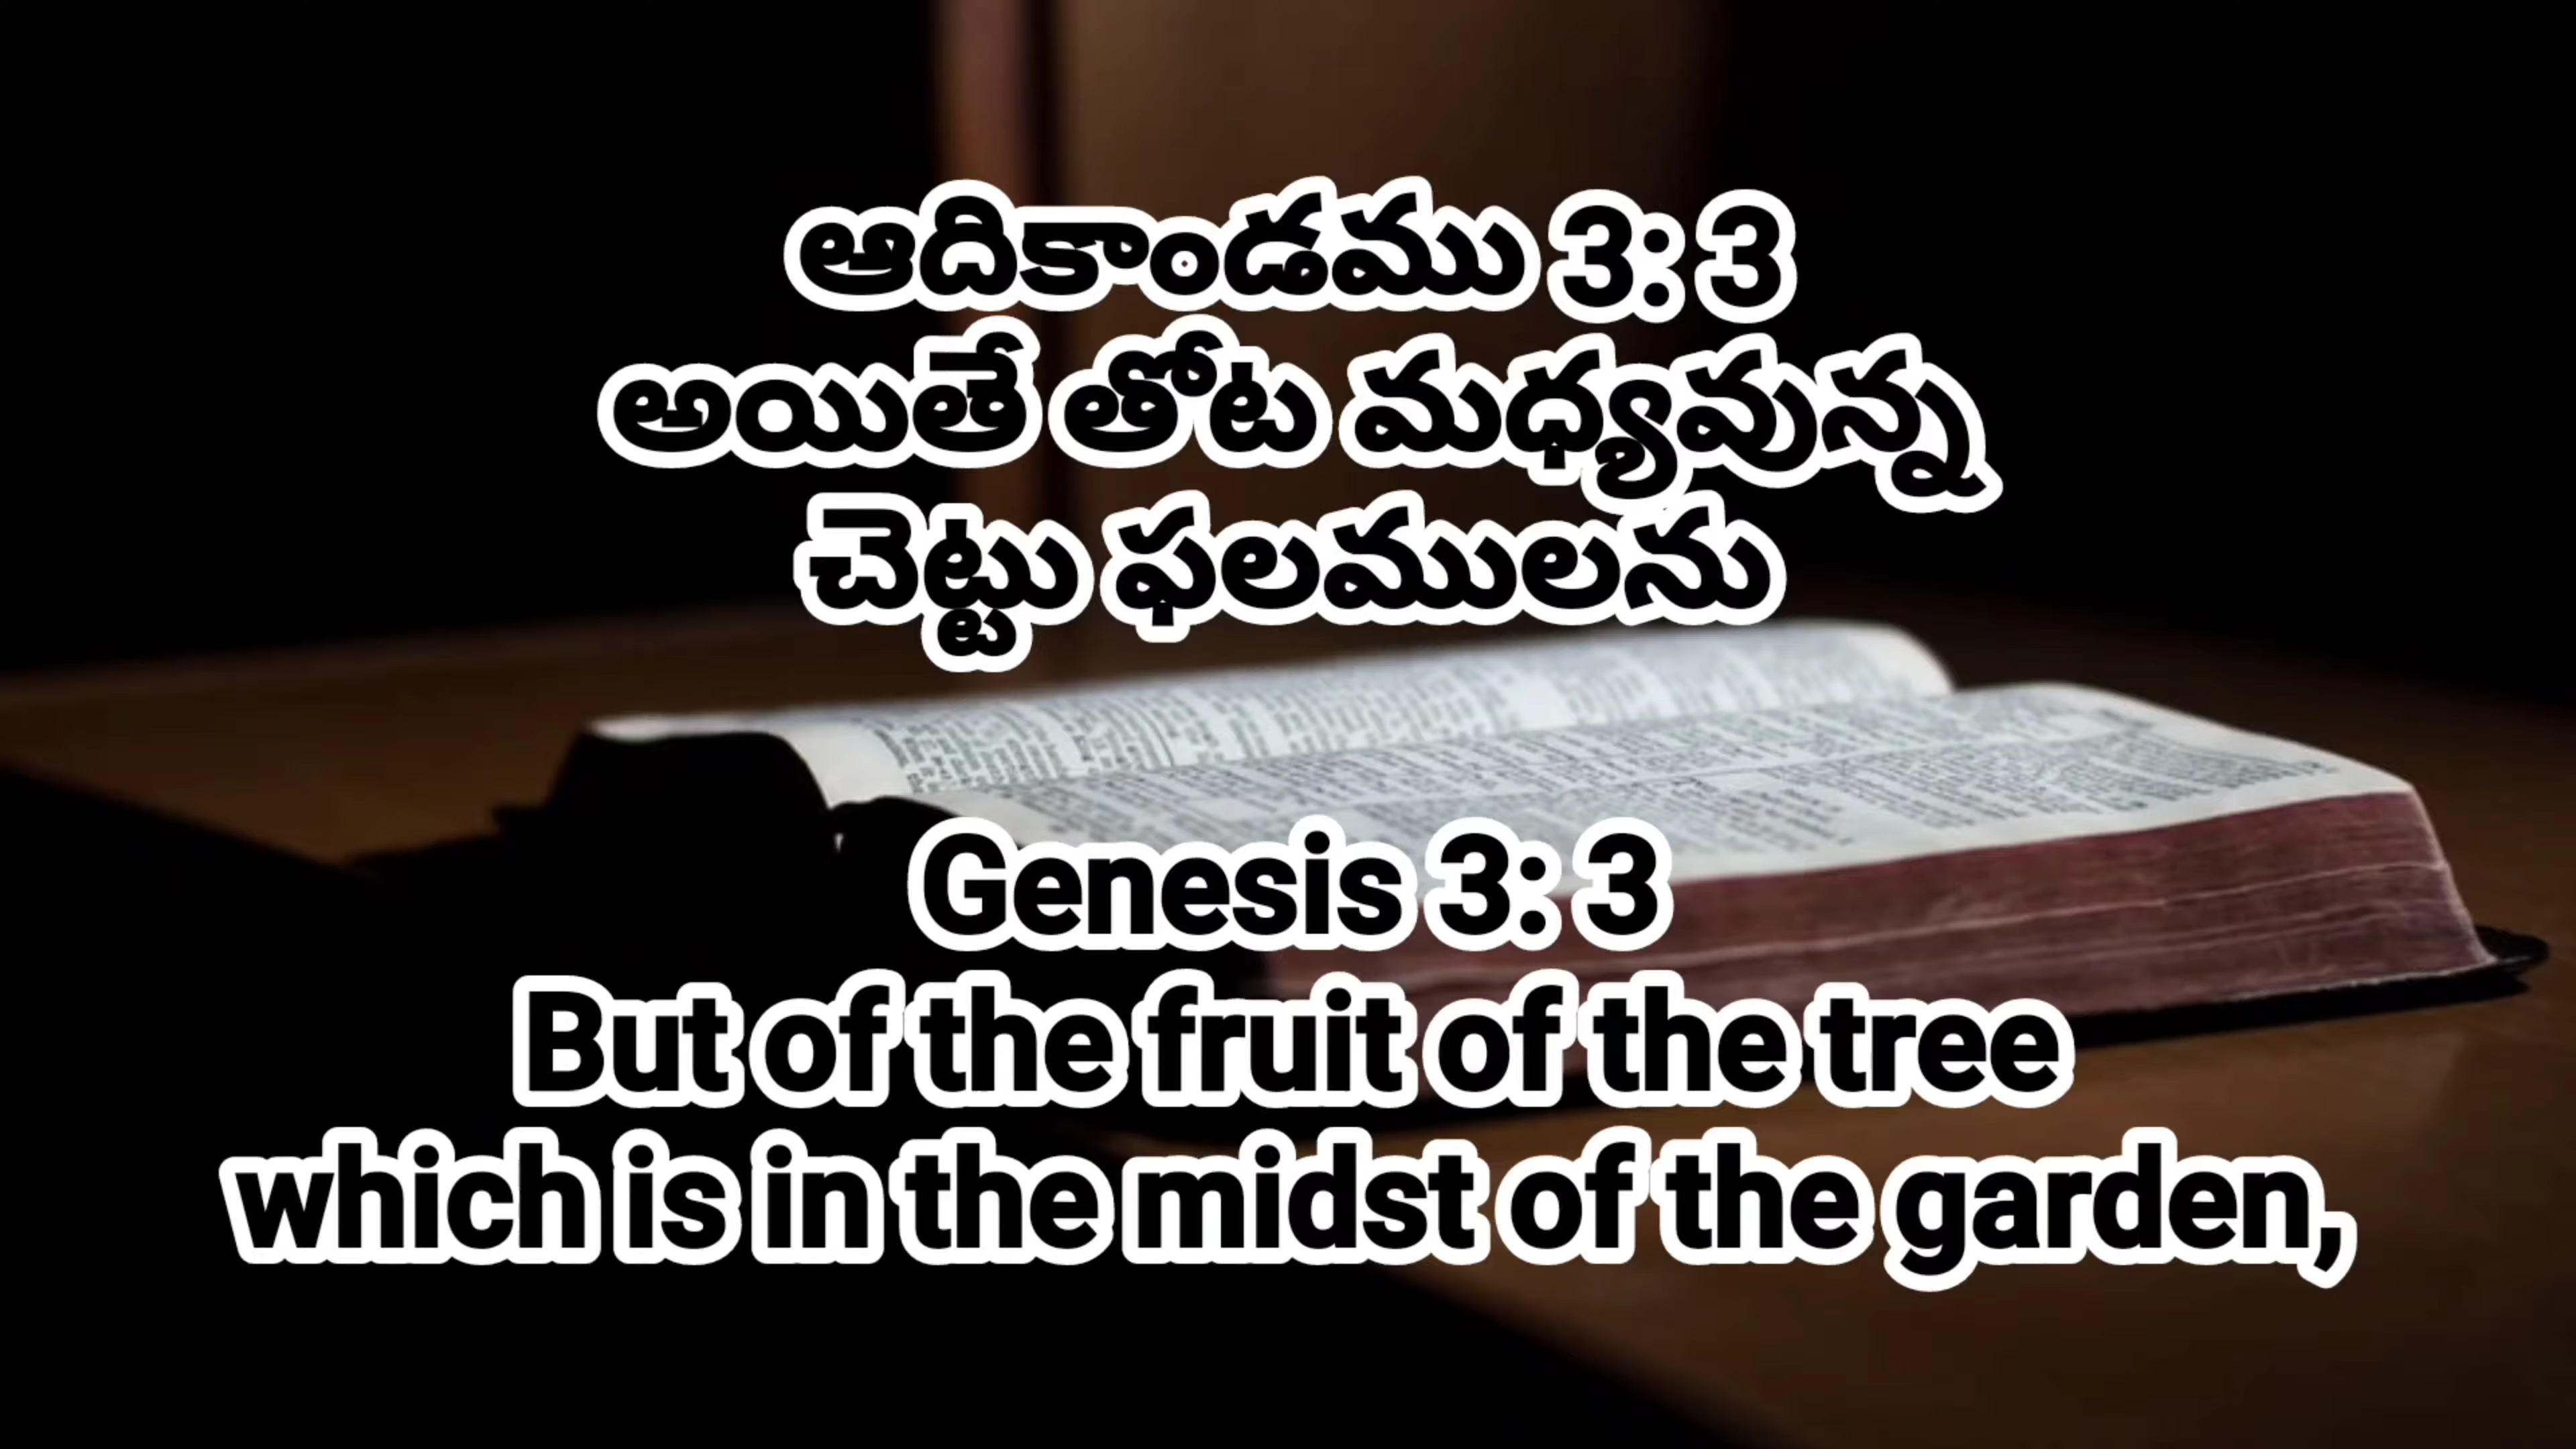 ఆదికాండము 3: 3
అయితే తోట మధ్యవున్న
చెట్టు ఫలములను
Genesis 3: 3
But of the fruit of the tree
which is in the midst of the garden,